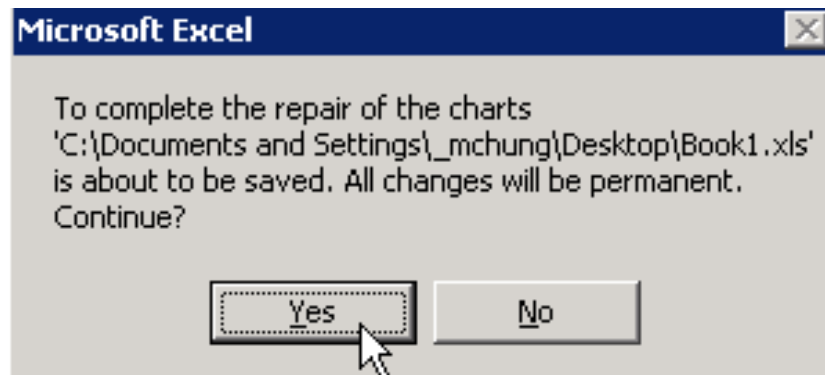 Microsoft Excel
To complete the repair of the charts
'C:\Documents and Settings\_mchung\Desktop\Book1.xls'
is about to be saved. All changes will be permanent.
Continue?
Yes
No